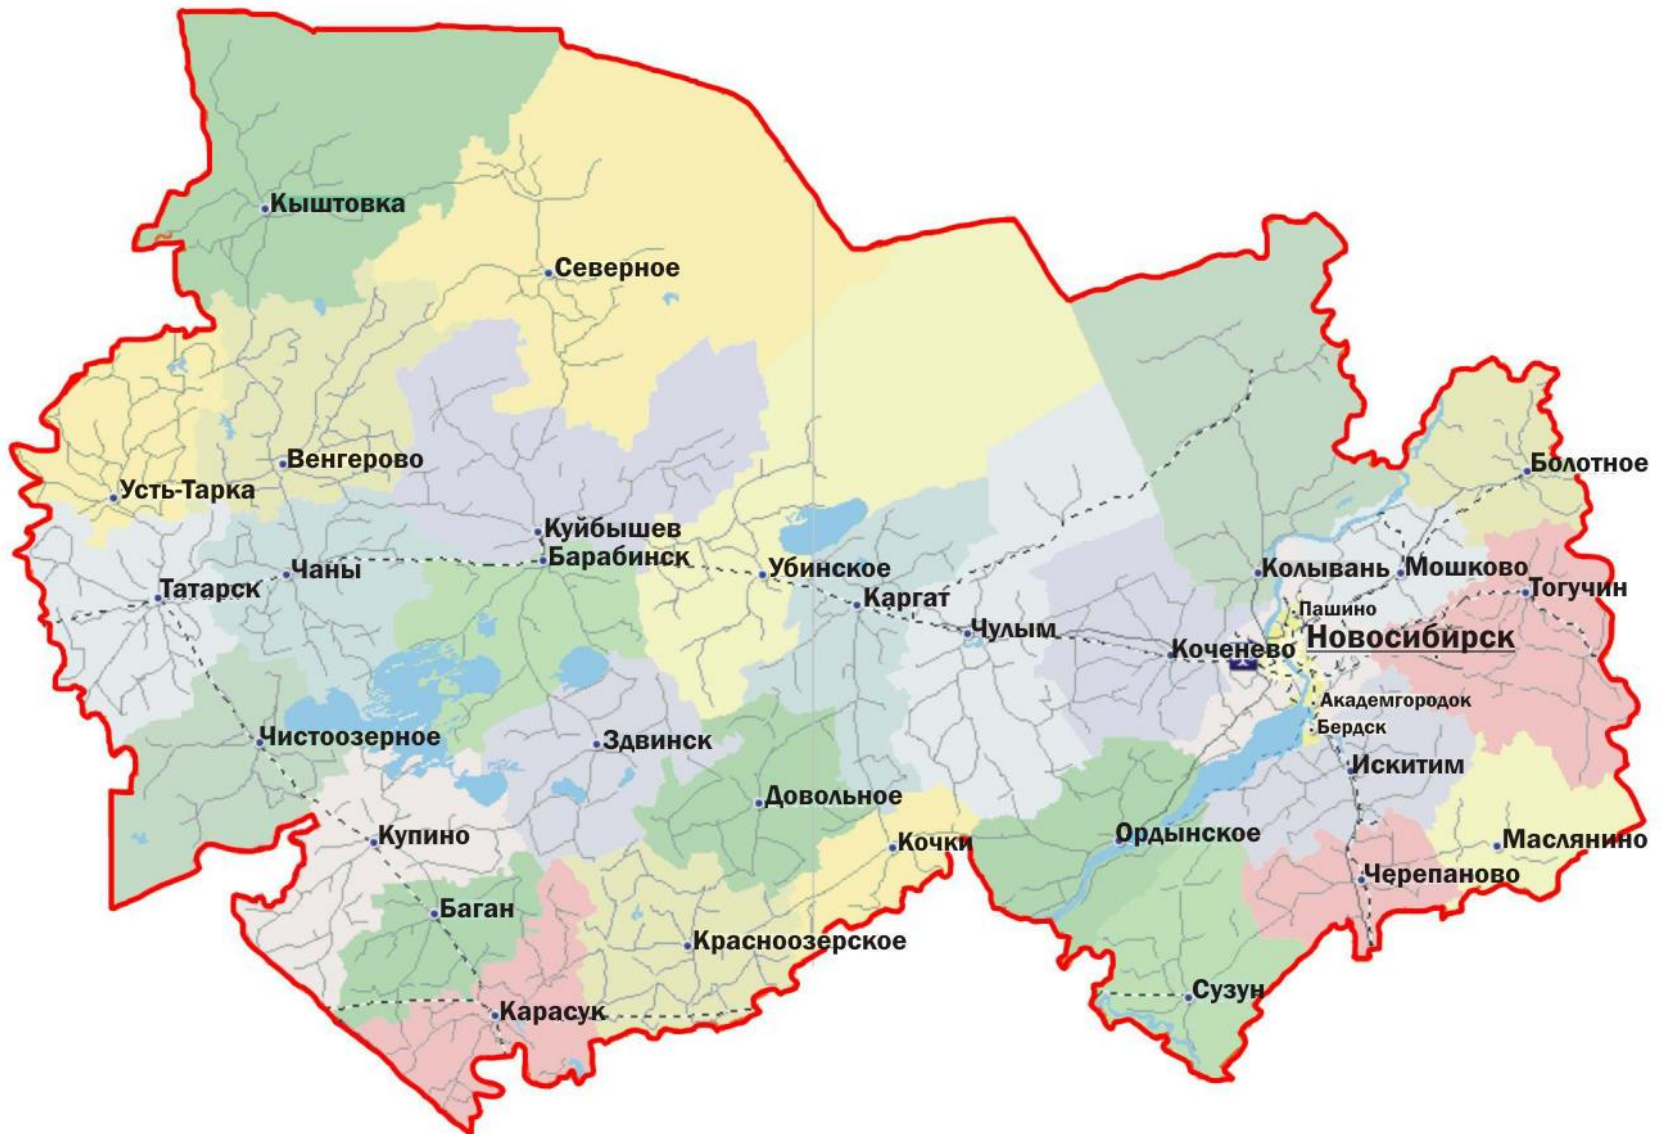 Кыштовка
Северное
Венгерово
Болотное
Усть-Тарка
Куйбышев
Барабинск
Чаны
Убинское
Колывань
Мошково
Татарск
Тогучин
Каргат
Пашино
Чулым
Новосибирск
Коченево
Академгородок
Бердск
Чистоозерное
Здвинск
Искитим
Довольное
Купино
Кочки
Ордынское
Маслянино
Черепаново
Баган
Красноозерское
Сузун
Карасук